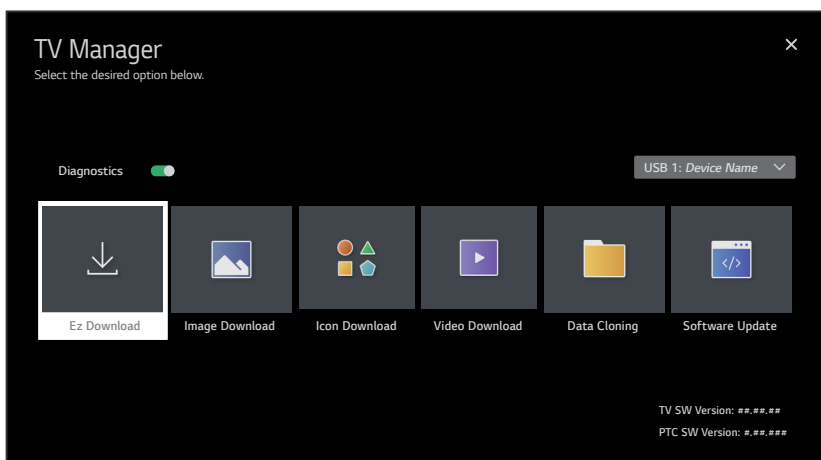 TV Manager
Select the desired option below.
Diagnostics
USB 1: Device Name
</>
Ez Download
Image Download
Icon Download
Video Download
Data Cloning
Software Update
TV SW Version: ##.##.##
PTC SW Version: #.##.###